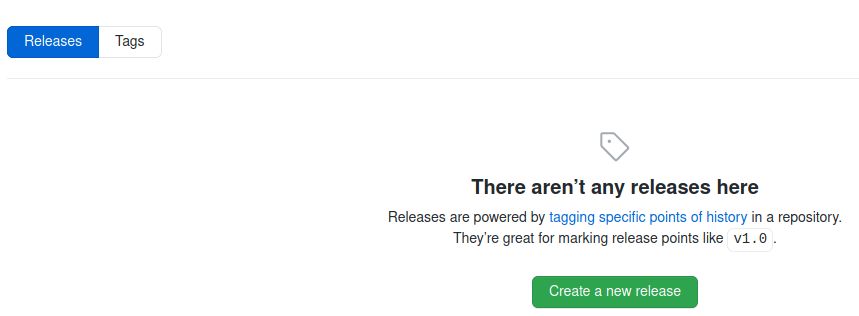 Releases
Tags
There aren’t any releases here
Releases are powered by tagging specific points of history in a repository.
They’re great for marking release points like v1.0.
Create a new release